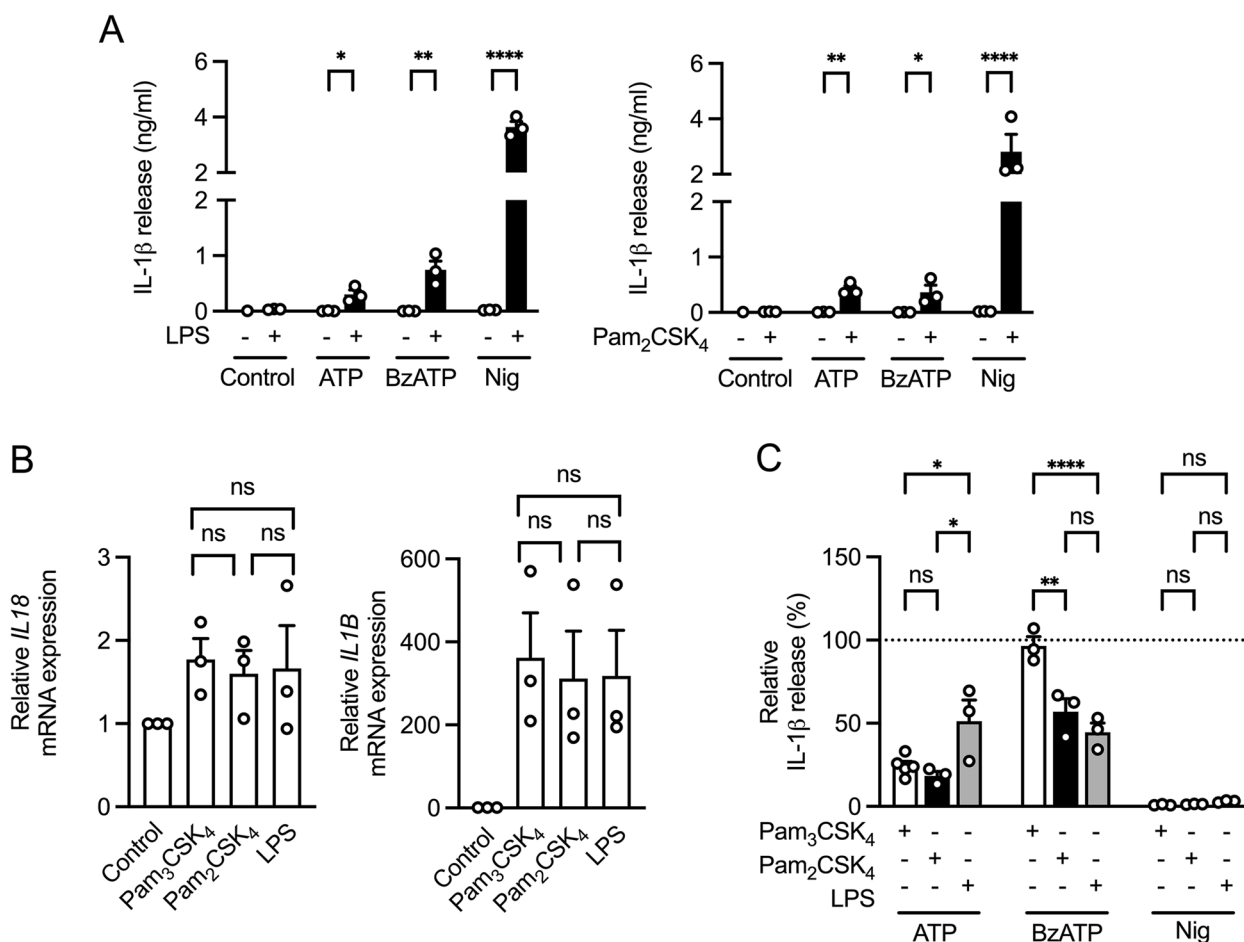 A
* ** ****
6
4
2
2
1
0
IL-1β release (ng/ml)
LPS - + - + - + - +
Control ATP BzATP Nig
** * ****
6
4
2
2
1
0
IL-1β release (ng/ml)
Pam₂CSK₄ - + - + - + - +
Control ATP BzATP Nig
B
ns
ns ns
3
2
1
0
Relative IL18
mRNA expression
Control Pam₃CSK₄ Pam₂CSK₄ LPS
ns
ns ns
600
400
200
0
Relative IL1B
mRNA expression
Control Pam₃CSK₄ Pam₂CSK₄ LPS
C
* **** ns
* ns ns
ns ** ns
150
100
50
0
Relative
IL-1β release (%)
Pam₃CSK₄ + - - + - - + - -
Pam₂CSK₄ - + - - + - - + -
LPS - - + - - + - - +
ATP BzATP Nig